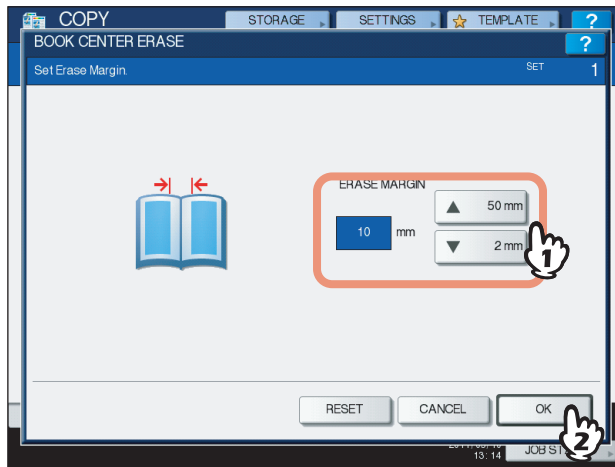 COPY STORAGE SETTINGS TEMPLATE ?
BOOK CENTER ERASE ?
Set Erase Margin. SET 1
ERASE MARGIN
▲ 50 mm
10 mm
▼ 2 mm
1
RESET CANCEL OK
2
13:14 JOB ST